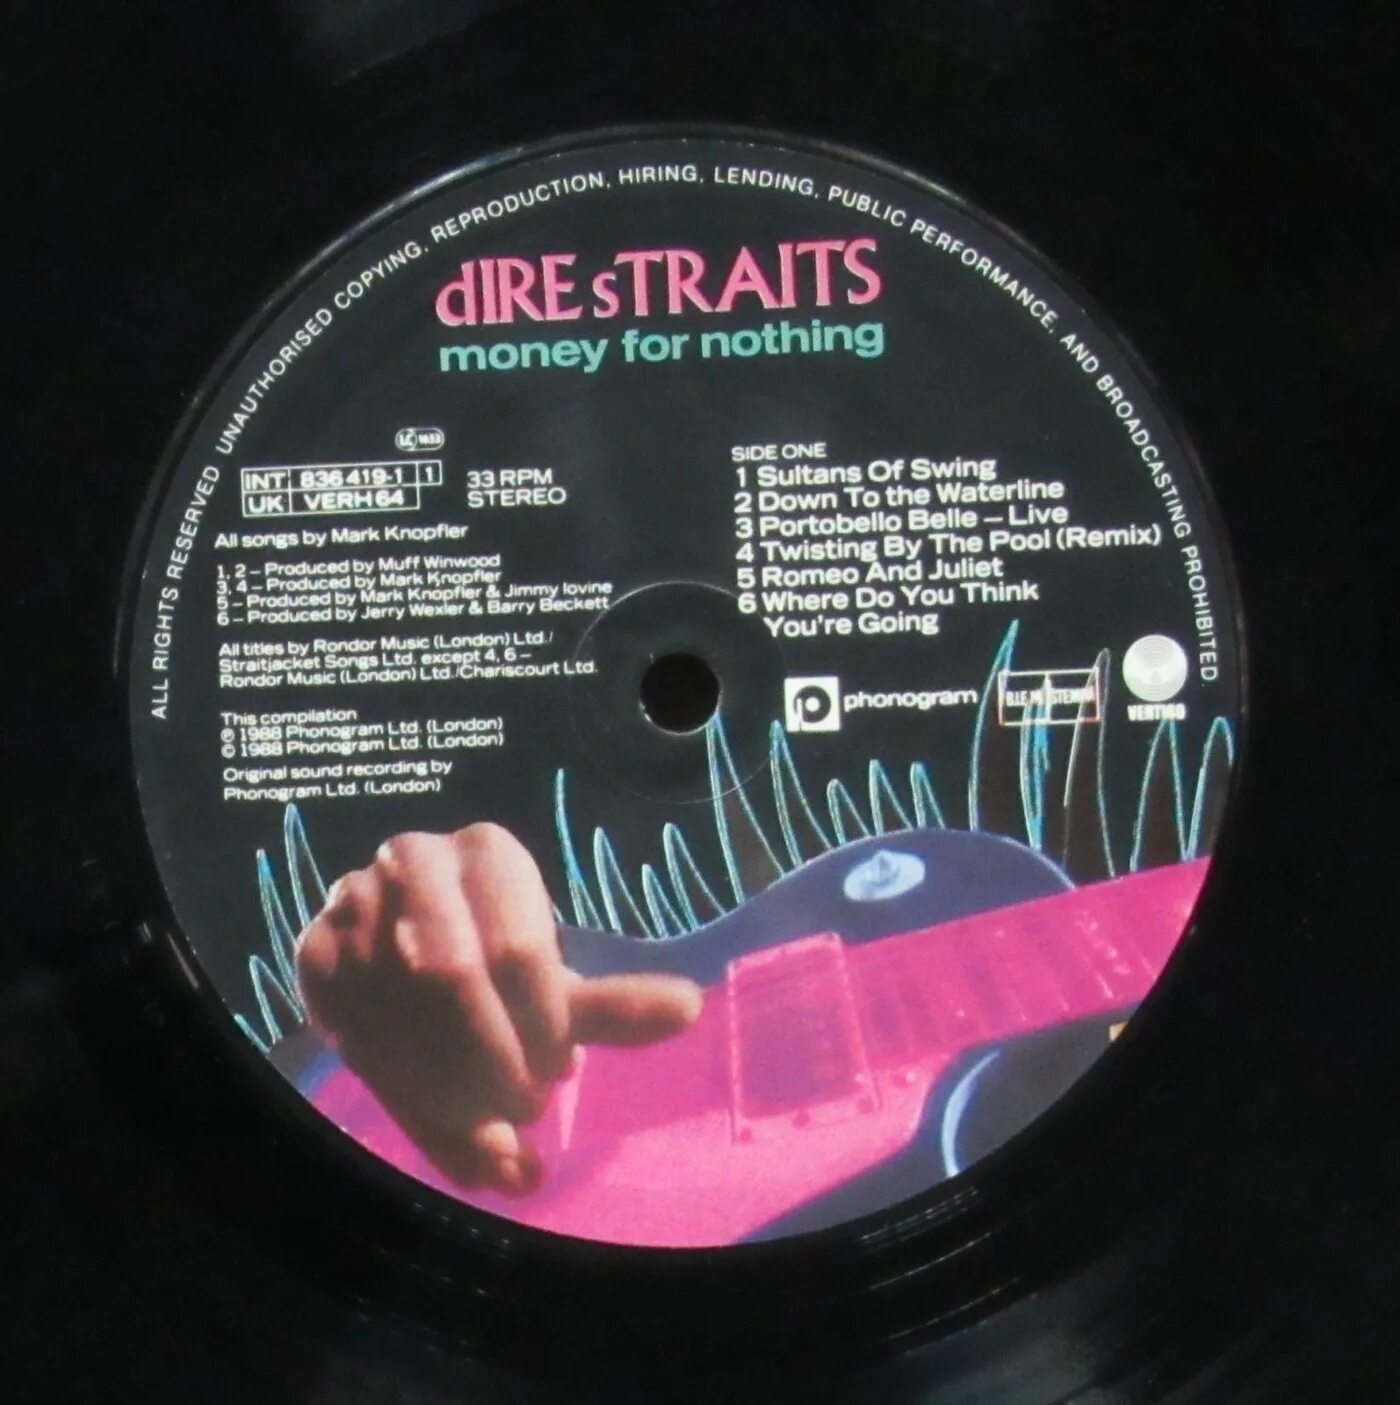 ALL RIGHTS RESERVED UNAUTHORISED COPYING, REPRODUCTION, HIRING, LENDING, PUBLIC PERFORMANCE, AND BROADCASTING PROHIBITED.
dIRE sTRAITS
money for nothing
LC 1633
INT 836 419-1 1
UK VERH 64
33 RPM
STEREO
All songs by Mark Knopfler
1, 2 – Produced by Muff Winwood
3, 4 – Produced by Mark Knopfler
5 – Produced by Mark Knopfler & Jimmy Iovine
6 – Produced by Jerry Wexler & Barry Beckett
All titles by Rondor Music (London) Ltd./
Straitjacket Songs Ltd. except 4, 6 –
Rondor Music (London) Ltd./Chariscourt Ltd.
This compilation
℗ 1988 Phonogram Ltd. (London)
© 1988 Phonogram Ltd. (London)
Original sound recording by
Phonogram Ltd. (London)
SIDE ONE
1 Sultans Of Swing
2 Down To the Waterline
3 Portobello Belle – Live
4 Twisting By The Pool (Remix)
5 Romeo And Juliet
6 Where Do You Think
You're Going
phonogram
VERTIGO